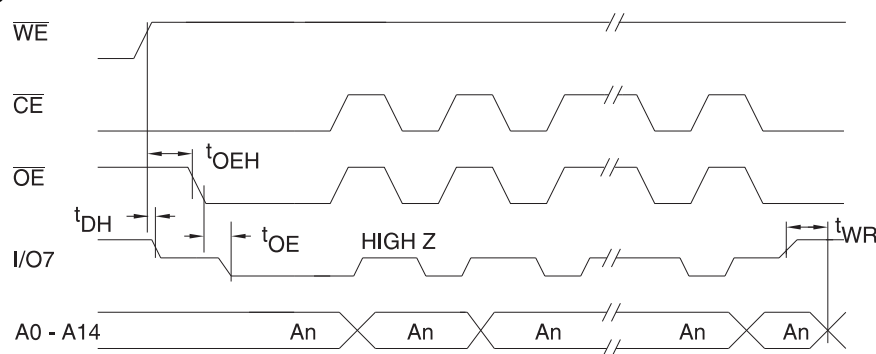 WE
CE
tOEH
OE
tDH
tOE
HIGH Z
tWR
I/O7
A0 - A14
An
An
An
An
An